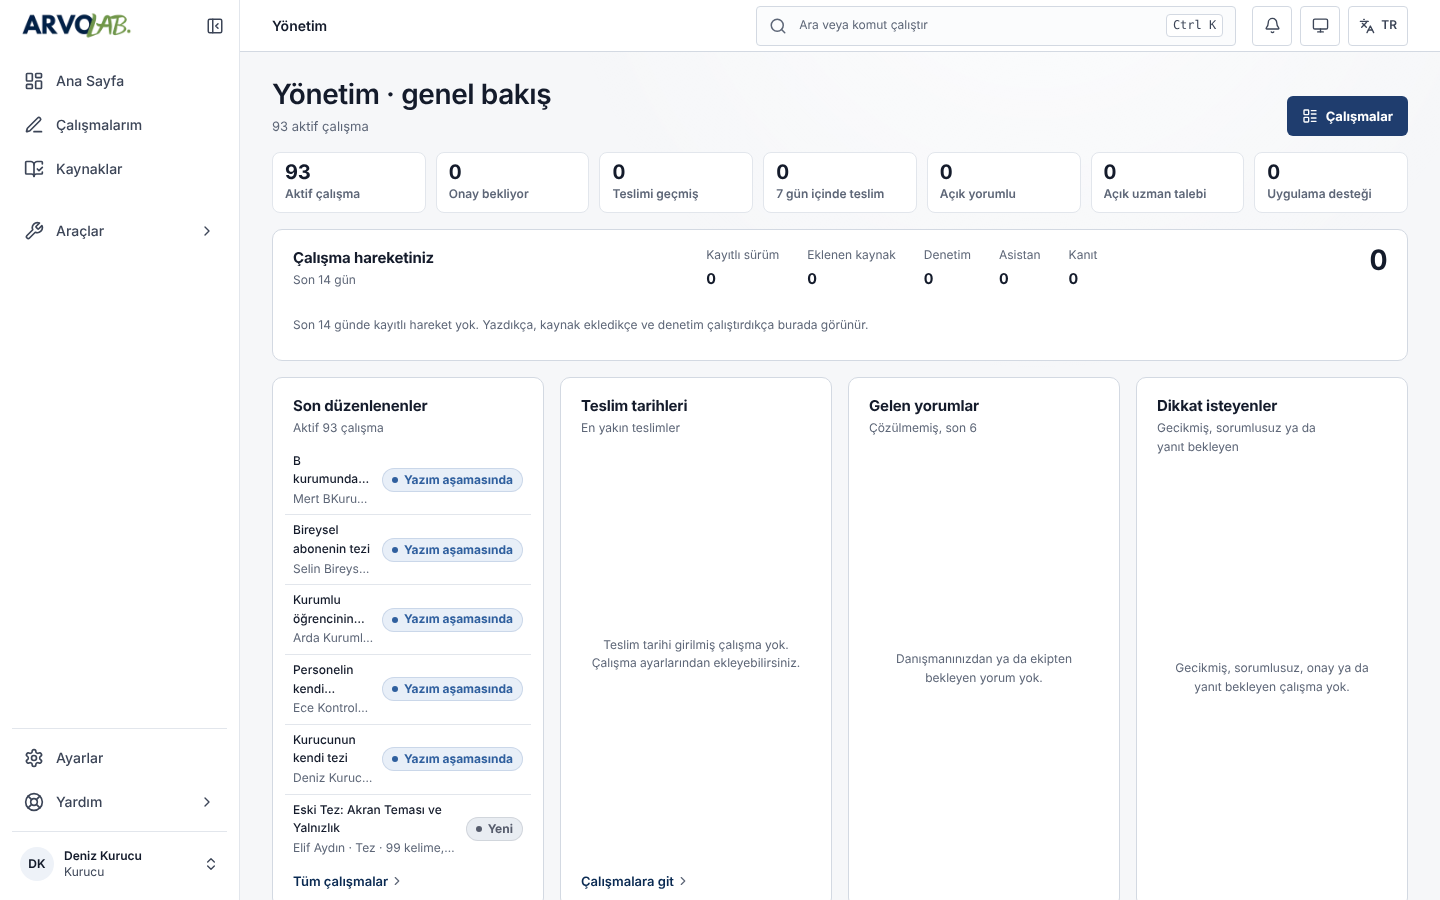 ARVOLAB.
Ana Sayfa
Çalışmalarım
Kaynaklar
Araçlar
Ayarlar
Yardım
DK
Deniz Kurucu
Kurucu
Yönetim
Ara veya komut çalıştır
Ctrl K
TR
Yönetim · genel bakış
93 aktif çalışma
Çalışmalar
93
Aktif çalışma
0
Onay bekliyor
0
Teslimi geçmiş
0
7 gün içinde teslim
0
Açık yorumlu
0
Açık uzman talebi
0
Uygulama desteği
Çalışma hareketiniz
Son 14 gün
Kayıtlı sürüm
0
Eklenen kaynak
0
Denetim
0
Asistan
0
Kanıt
0
0
Son 14 günde kayıtlı hareket yok. Yazdıkça, kaynak ekledikçe ve denetim çalıştırdıkça burada görünür.
Son düzenlenenler
Aktif 93 çalışma
B
kurumunda...
Mert BKuru...
Yazım aşamasında
Bireysel
abonenin tezi
Selin Bireys...
Yazım aşamasında
Kurumlu
öğrencinin...
Arda Kuruml...
Yazım aşamasında
Personelin
kendi...
Ece Kontrol...
Yazım aşamasında
Kurucunun
kendi tezi
Deniz Kuruc...
Yazım aşamasında
Eski Tez: Akran Teması ve
Yalnızlık
Elif Aydın · Tez · 99 kelime,...
Yeni
Tüm çalışmalar
Teslim tarihleri
En yakın teslimler
Teslim tarihi girilmiş çalışma yok.
Çalışma ayarlarından ekleyebilirsiniz.
Çalışmalara git
Gelen yorumlar
Çözülmemiş, son 6
Danışmanınızdan ya da ekipten
bekleyen yorum yok.
Dikkat isteyenler
Gecikmiş, sorumlusuz ya da
yanıt bekleyen
Gecikmiş, sorumlusuz, onay ya da
yanıt bekleyen çalışma yok.